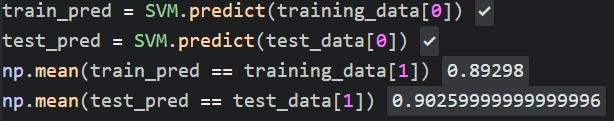 train_pred = SVM.predict(training_data[0]) ✓
test_pred = SVM.predict(test_data[0]) ✓
np.mean(train_pred == training_data[1]) 0.89298
np.mean(test_pred == test_data[1]) 0.90259999999999996